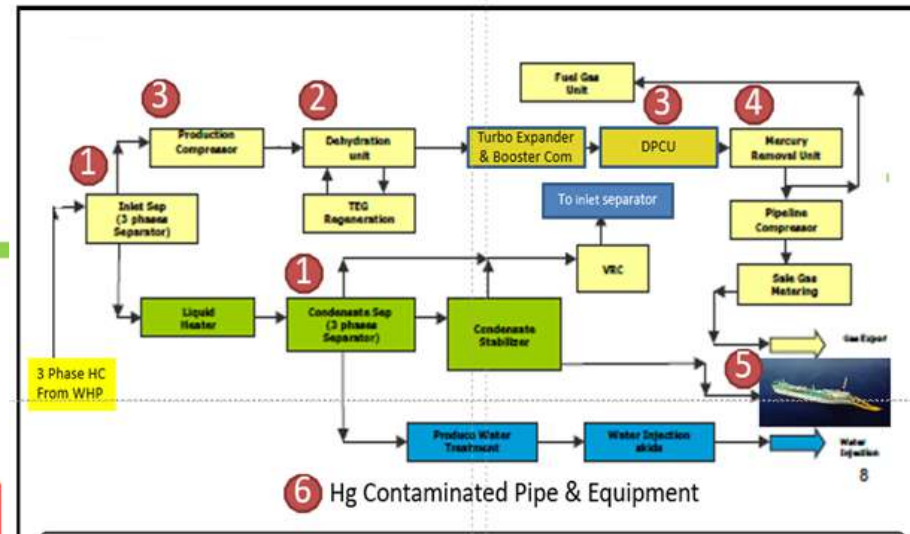 Fuel Gas
Unit
3
2
3
4
Production
Compressor
Dehydration
unit
Turbo Expander
& Booster Com
DPCU
Mercury
Removal Unit
1
Inlet Sep
(3 phases
Separator)
TEG
Regeneration
To inlet separator
Pipeline
Compressor
1
VRC
Sale Gas
Metering
Liquid
Heater
Condensate Sep
(3 phases
Separator)
Condensate
Stabilizer
Gas Export
3 Phase HC
From WHP
5
Produce Water
Treatment
Water Injection
skids
Water
Injection
8
6 Hg Contaminated Pipe & Equipment